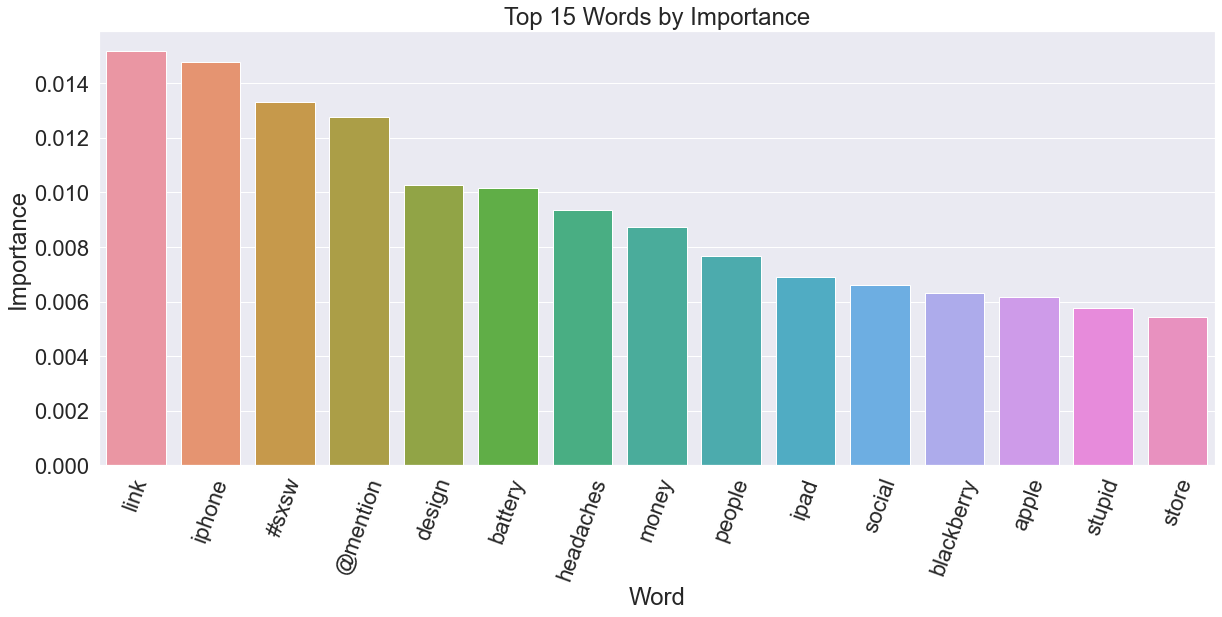 Top 15 Words by Importance
Importance
0.014
0.012
0.010
0.008
0.006
0.004
0.002
0.000
link
iphone
#sxsw
@mention
design
battery
headaches
money
people
ipad
social
blackberry
apple
stupid
store
Word